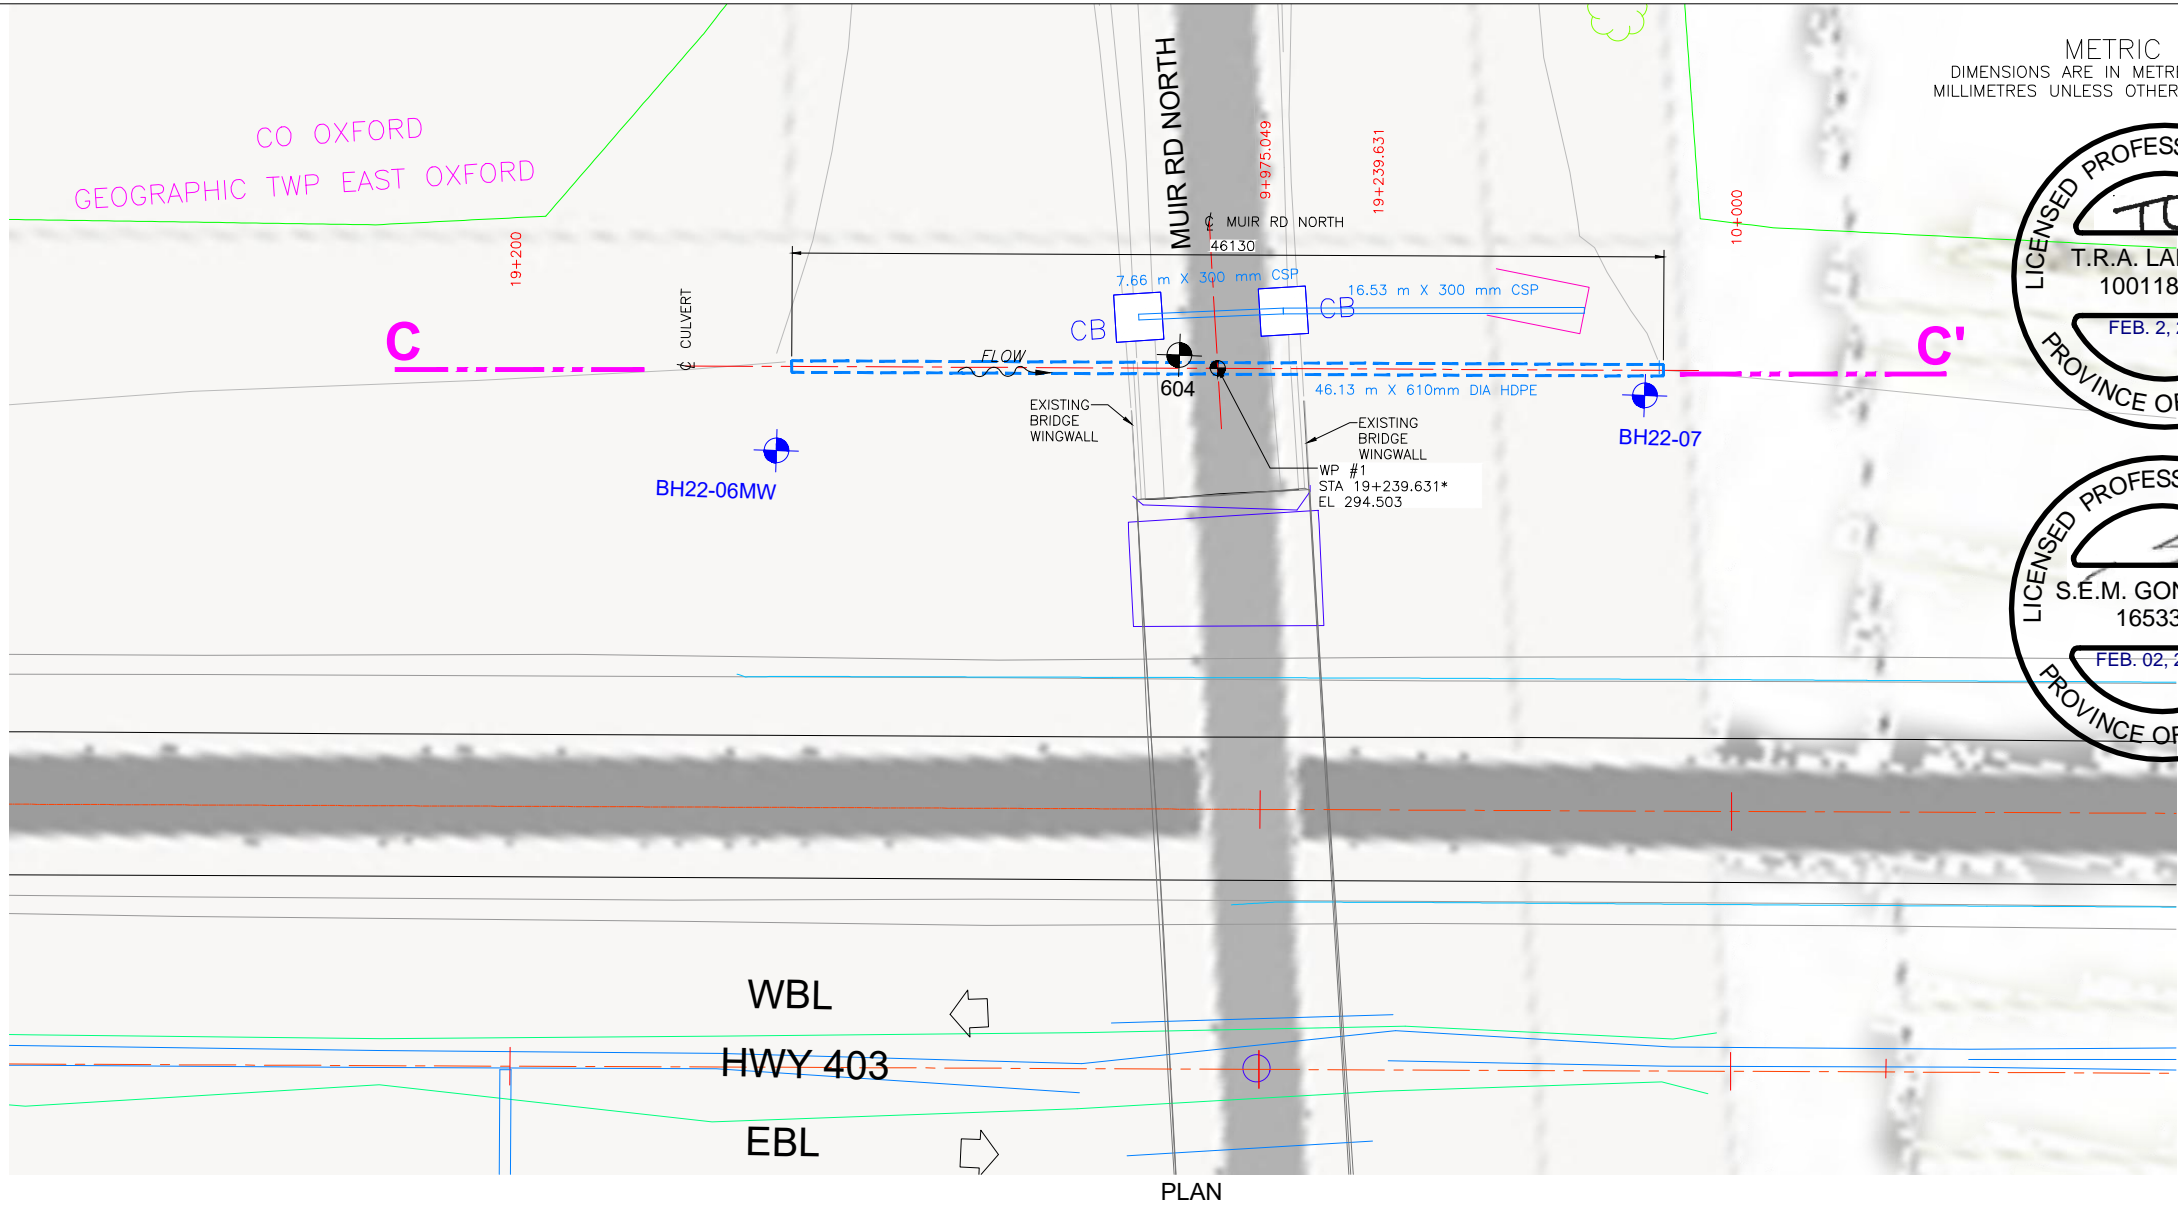 METRIC
DIMENSIONS ARE IN METR
MILLIMETRES UNLESS OTHER
CO OXFORD
GEOGRAPHIC TWP EAST OXFORD
MUIR RD NORTH
9+975.049
19+239.631
10+000
19+200
℄ MUIR RD NORTH
46130
7.66 m X 300 mm CSP
16.53 m X 300 mm CSP
CB
CB
℄ CULVERT
C
C'
FLOW
604
46.13 m X 610mm DIA HDPE
EXISTING
BRIDGE
WINGWALL
EXISTING
BRIDGE
WINGWALL
WP #1
STA 19+239.631*
EL 294.503
BH22-06MW
BH22-07
LICENSED PROFESS
T.R.A. LA
100118
FEB. 2,
PROVINCE OF
LICENSED PROFESS
S.E.M. GON
16533
FEB. 02, 2
PROVINCE OF
WBL
HWY 403
EBL
PLAN